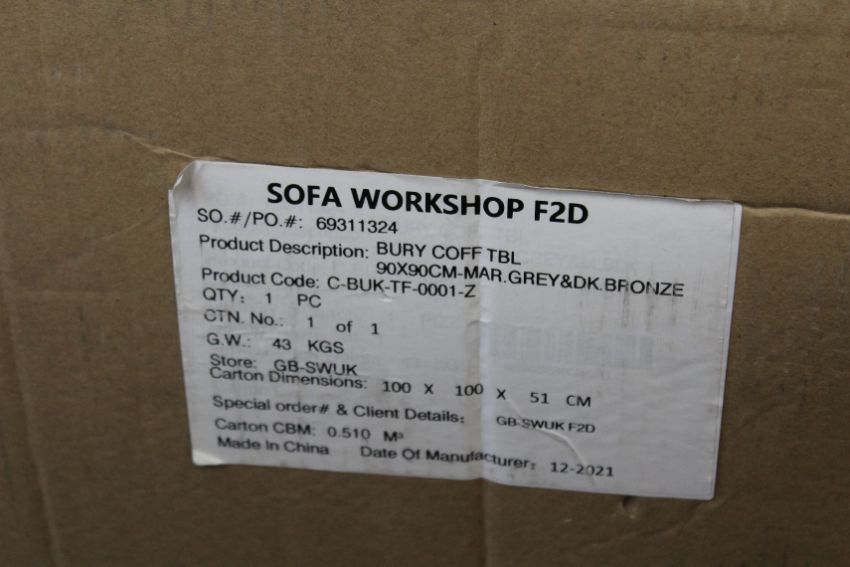 SOFA WORKSHOP F2D
SO.#/PO.#: 69311324
Product Description: BURY COFF TBL
90X90CM-MAR.GREY&DK.BRONZE
Product Code: C-BUK-TF-0001-Z
QTY: 1 PC
CTN. No.: 1 of 1
G.W.: 43 KGS
Store: GB-SWUK
Carton Dimensions: 100 X 100 X 51 CM
Special order# & Client Details: GB-SWUK F2D
Carton CBM: 0.510 M³
Made In China Date Of Manufacturer: 12-2021